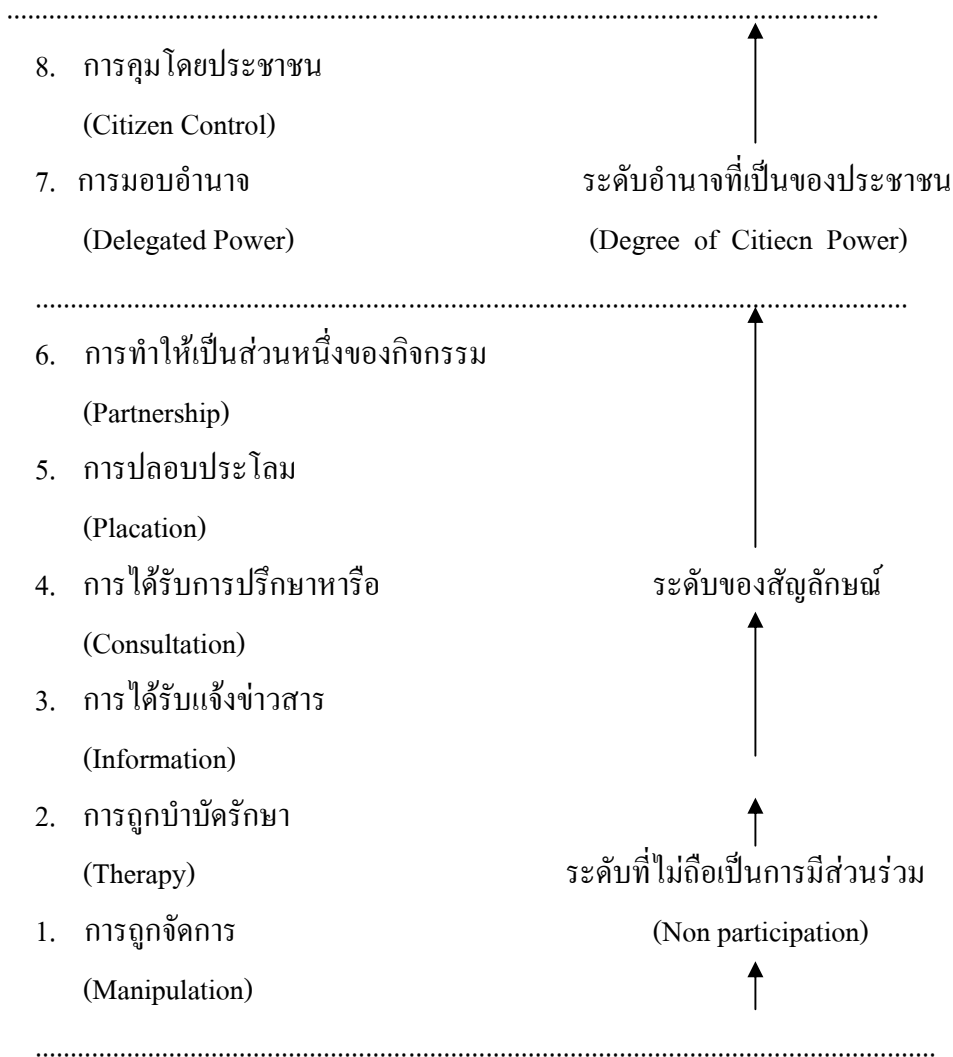 8. การคุมโดยประชาชน
(Citizen Control)
7. การมอบอำนาจ ระดับอำนาจที่เป็นของประชาชน
(Delegated Power) (Degree of Citiecn Power)
6. การทำให้เป็นส่วนหนึ่งของกิจกรรม
(Partnership)
5. การปลอบประโลม
(Placation)
4. การได้รับการปรึกษาหารือ ระดับของสัญลักษณ์
(Consultation)
3. การได้รับแจ้งข่าวสาร
(Information)
2. การถูกบำบัดรักษา
(Therapy) ระดับที่ไม่ถือเป็นการมีส่วนร่วม
1. การถูกจัดการ (Non participation)
(Manipulation)